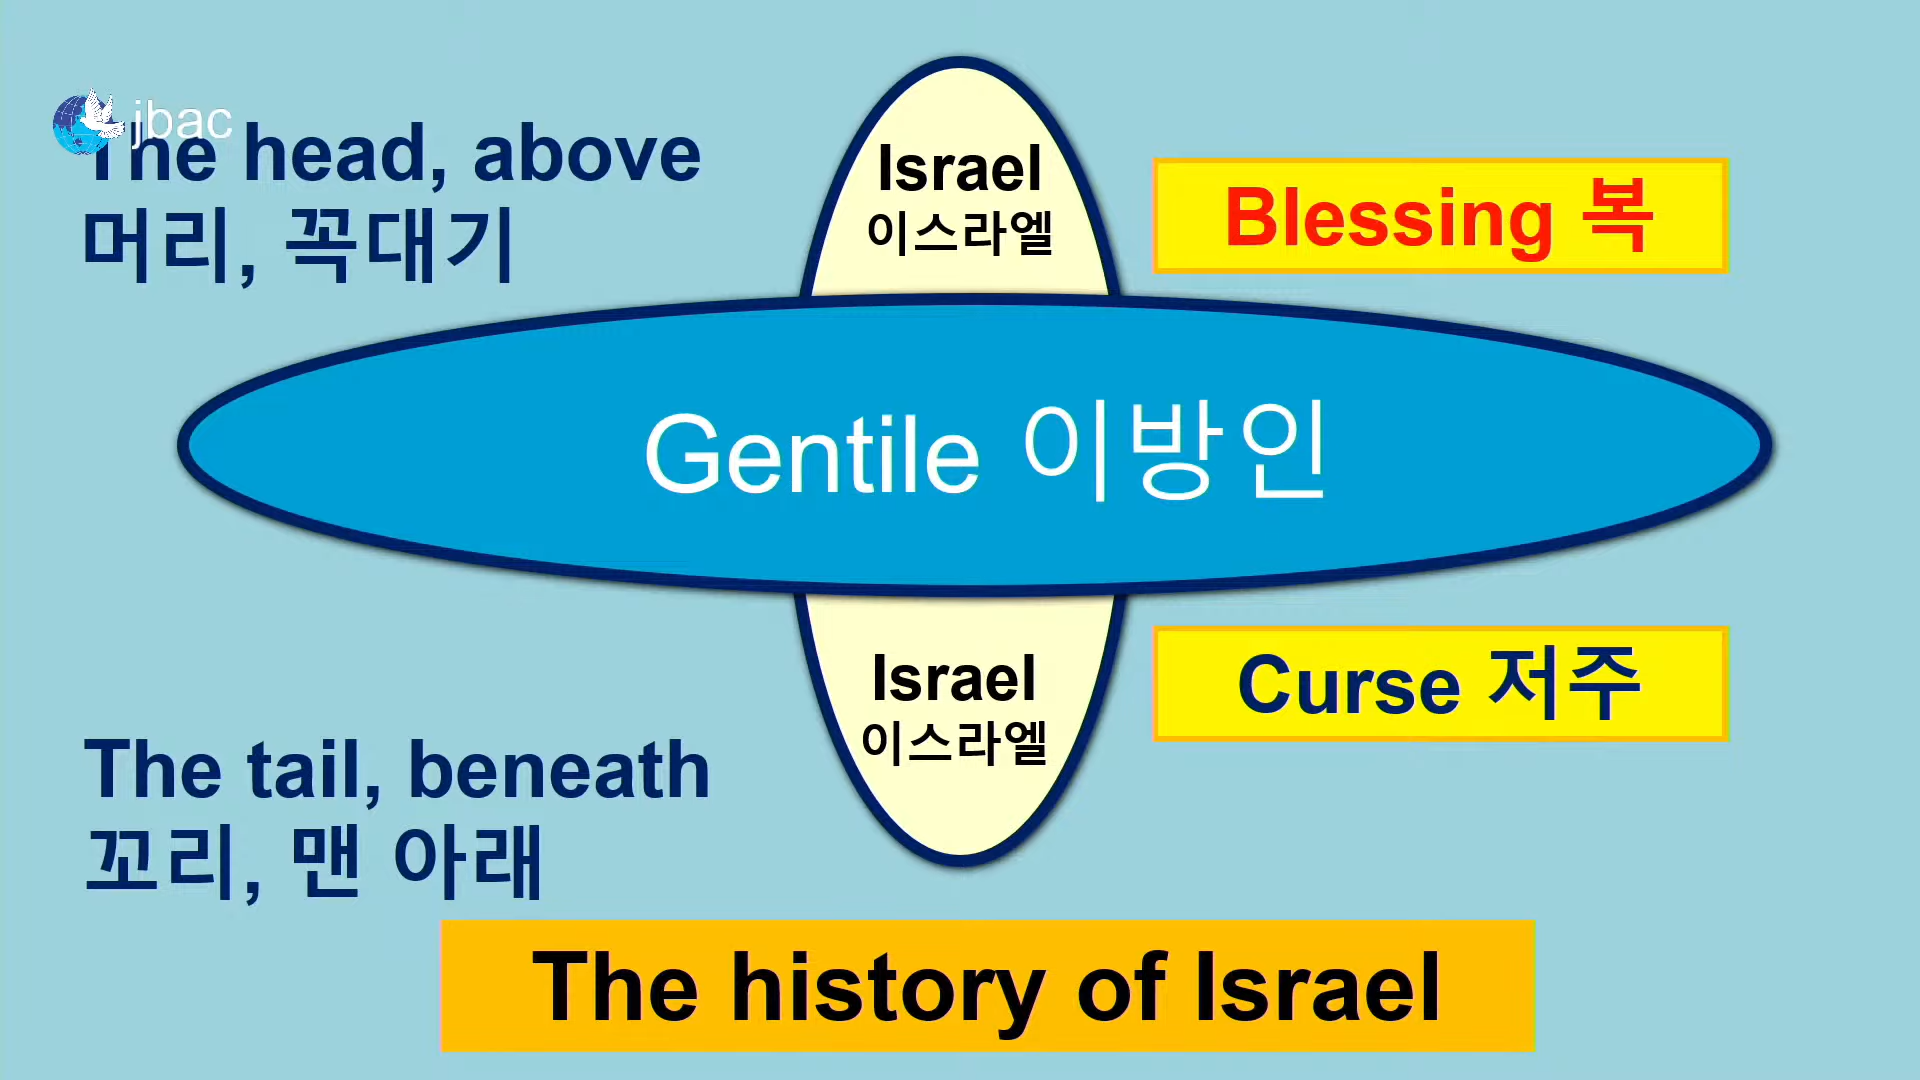 jbac
The head, above
머리, 꼭대기
Israel
이스라엘
Blessing 복
Gentile 이방인
Israel
이스라엘
Curse 저주
The tail, beneath
꼬리, 맨 아래
The history of Israel